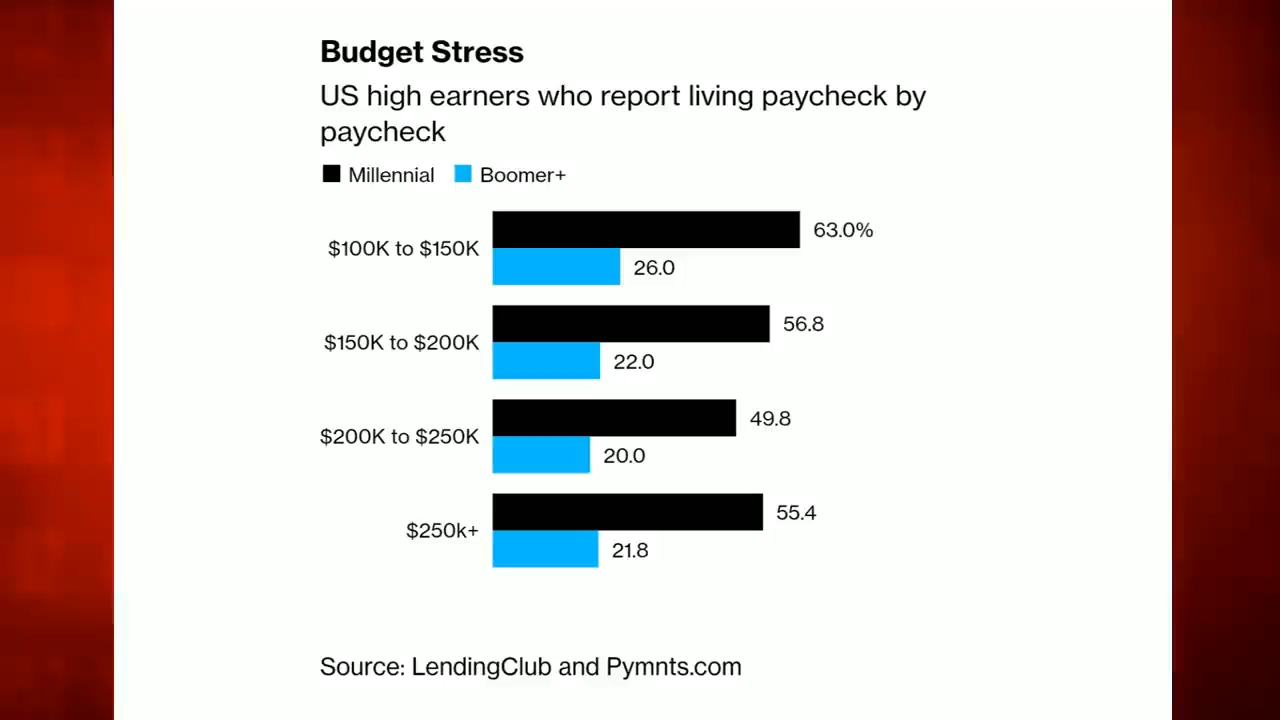 Budget Stress
US high earners who report living paycheck by
paycheck
Millennial Boomer+
$100K to $150K 63.0%
26.0
$150K to $200K 56.8
22.0
$200K to $250K 49.8
20.0
$250k+ 55.4
21.8
Source: LendingClub and Pymnts.com